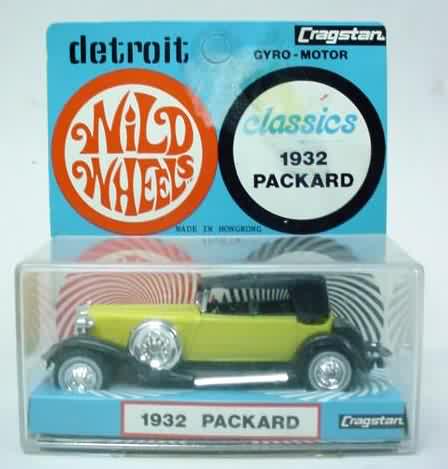 detroit
Cragstan
GYRO-MOTOR
WILD
WHEELS
classics
1932
PACKARD
MADE IN HONGKONG
1932 PACKARD
Cragstan